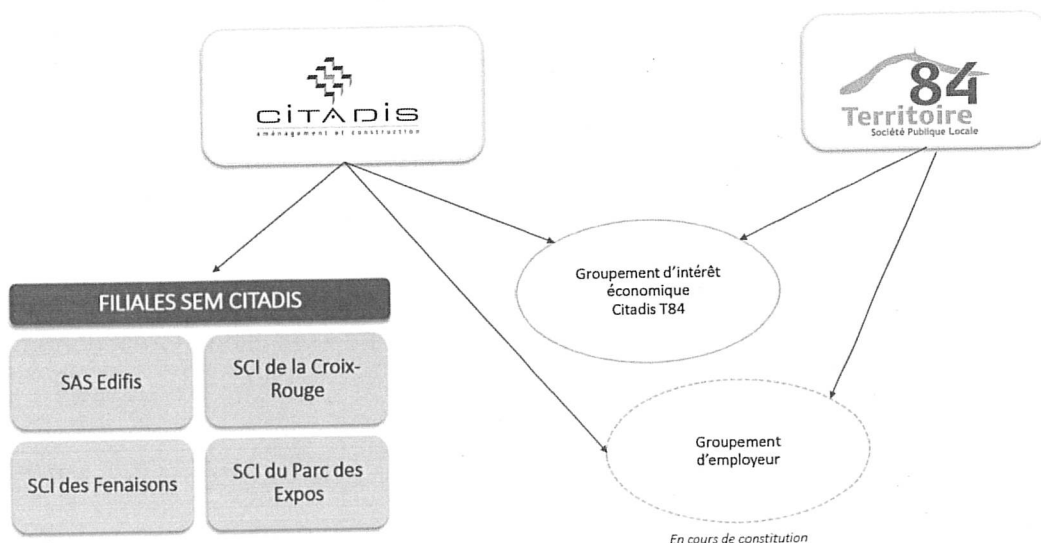 CITADIS
aménagement et construction
84
Territoire
Société Publique Locale
Groupement d'intérêt
économique
Citadis T84
FILIALES SEM CITADIS
SAS Edifis
SCI de la Croix-
Rouge
SCI des Fenaisons
SCI du Parc des
Expos
Groupement
d'employeur
En cours de constitution